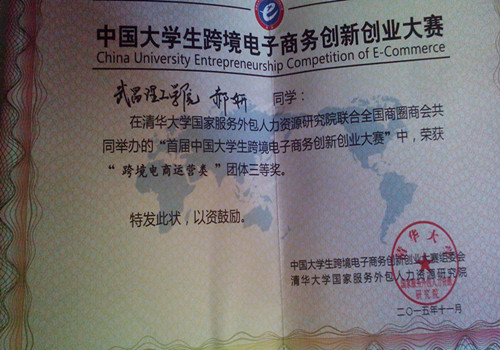 中国大学生跨境电子商务创新创业大赛
China University Entrepreneurship Competition of E-Commerce
武昌理工学院 郝妍 同学：
在清华大学国家服务外包人力资源研究院联合全国商圈商会共
同举办的“首届中国大学生跨境电子商务创新创业大赛”中，荣获
“跨境电商运营类”团体三等奖。
特发此状，以资鼓励。
中国大学生跨境电子商务创新创业大赛组委会
清华大学国家服务外包人力资源研究院
二〇一五年十一月